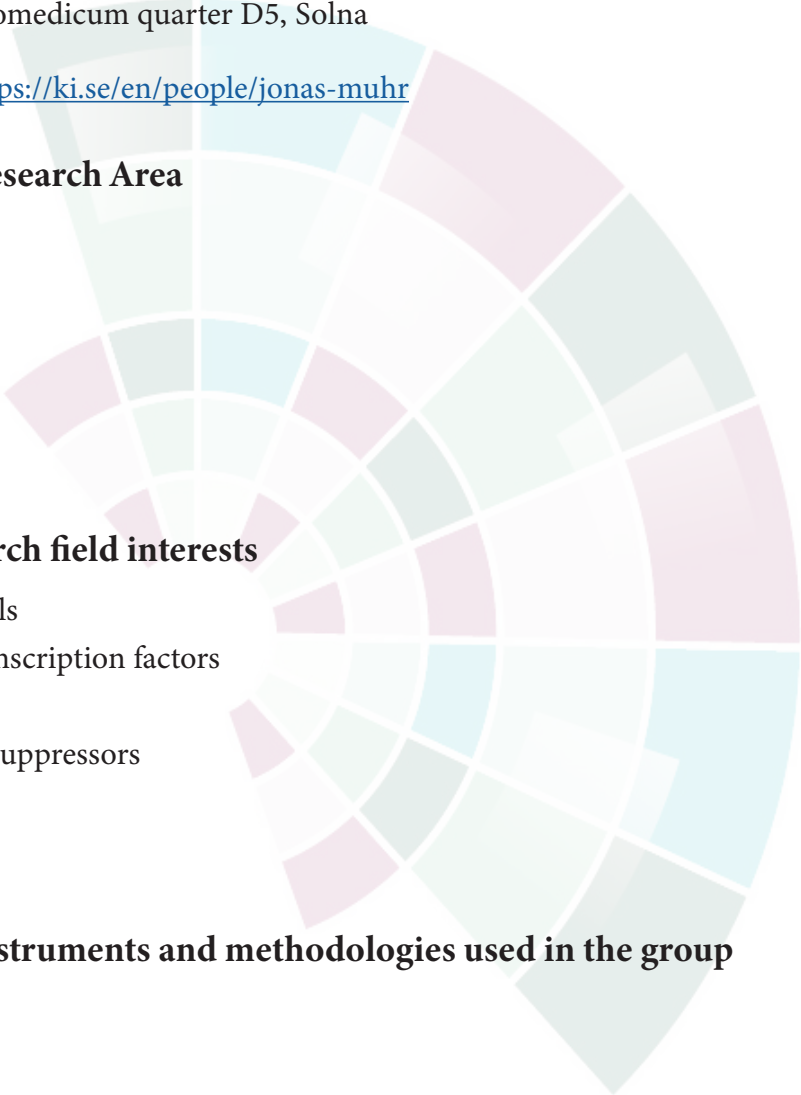 omedicum quarter D5, Solna
ps://ki.se/en/people/jonas-muhr
esearch Area
rch field interests
ls
nscription factors
uppressors
struments and methodologies used in the group